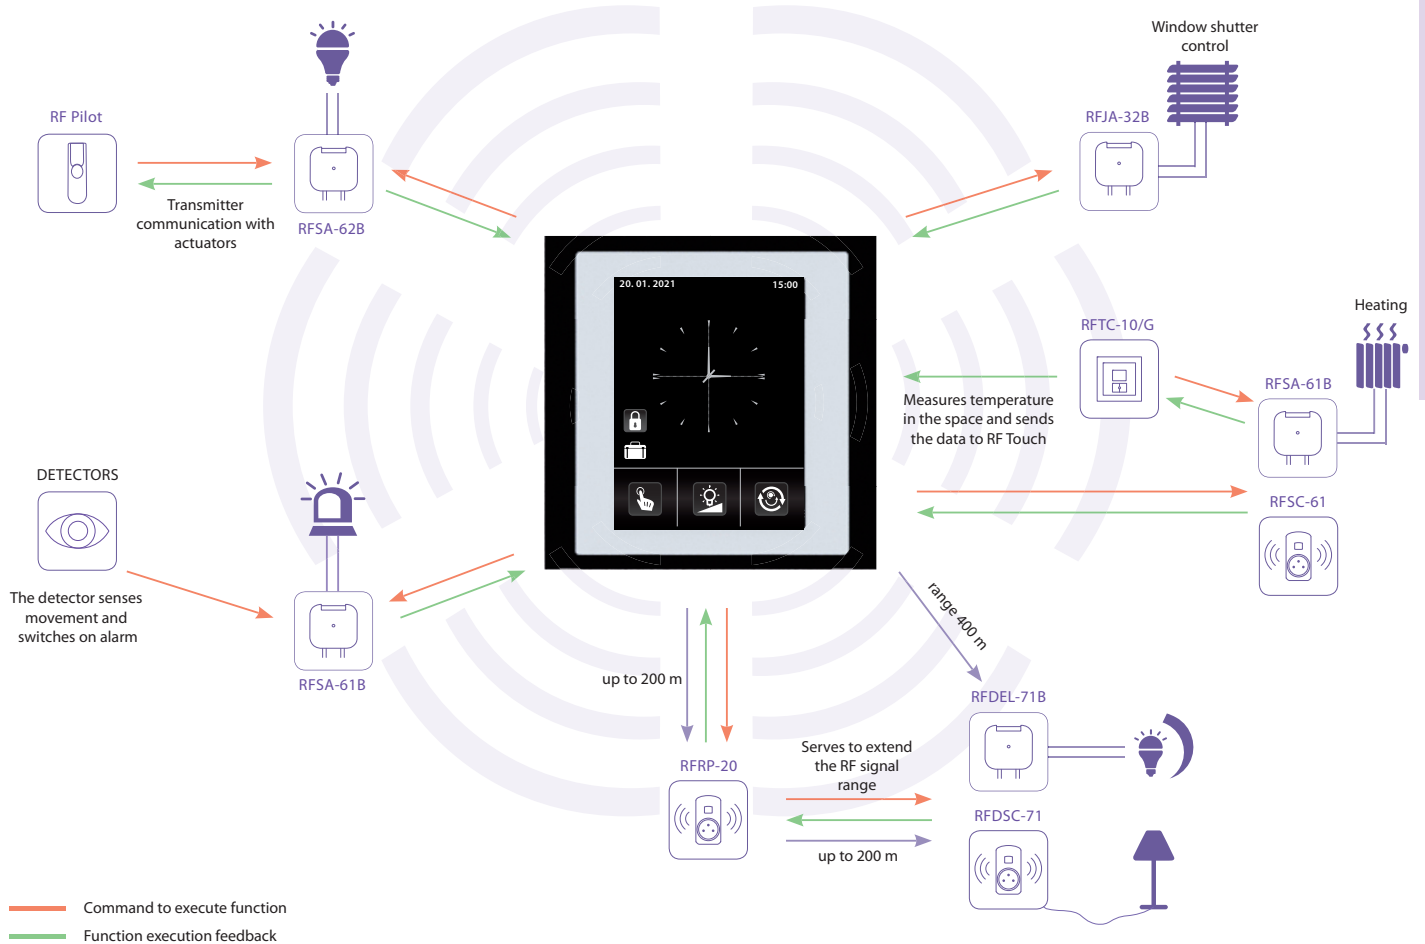 Window shutter
control
RF Pilot
RFJA-32B
Transmitter
communication with
actuators
RFSA-62B
20. 01. 2021
15:00
Heating
RFTC-10/G
RFSA-61B
Measures temperature
in the space and sends
the data to RF Touch
DETECTORS
RFSC-61
The detector senses
movement and
switches on alarm
RFSA-61B
range 400 m
up to 200 m
RFDEL-71B
RFRP-20
Serves to extend
the RF signal
range
RFDSC-71
up to 200 m
Command to execute function
Function execution feedback